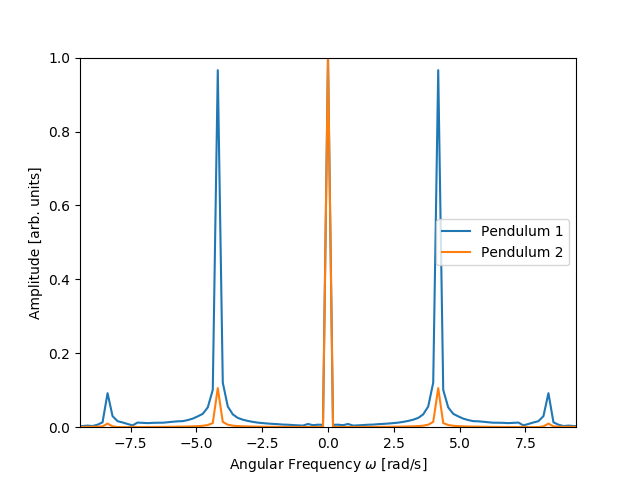 1.0
0.8
0.6
0.4
0.2
0.0
Amplitude [arb. units]
Pendulum 1
Pendulum 2
−7.5 −5.0 −2.5 0.0 2.5 5.0 7.5
Angular Frequency ω [rad/s]